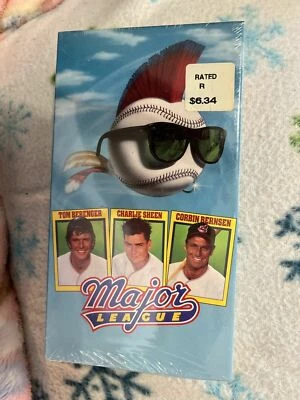 RATED
R
$6.34
TOM BERENGER CHARLIE SHEEN CORBIN BERNSEN
Major
LEAGUE